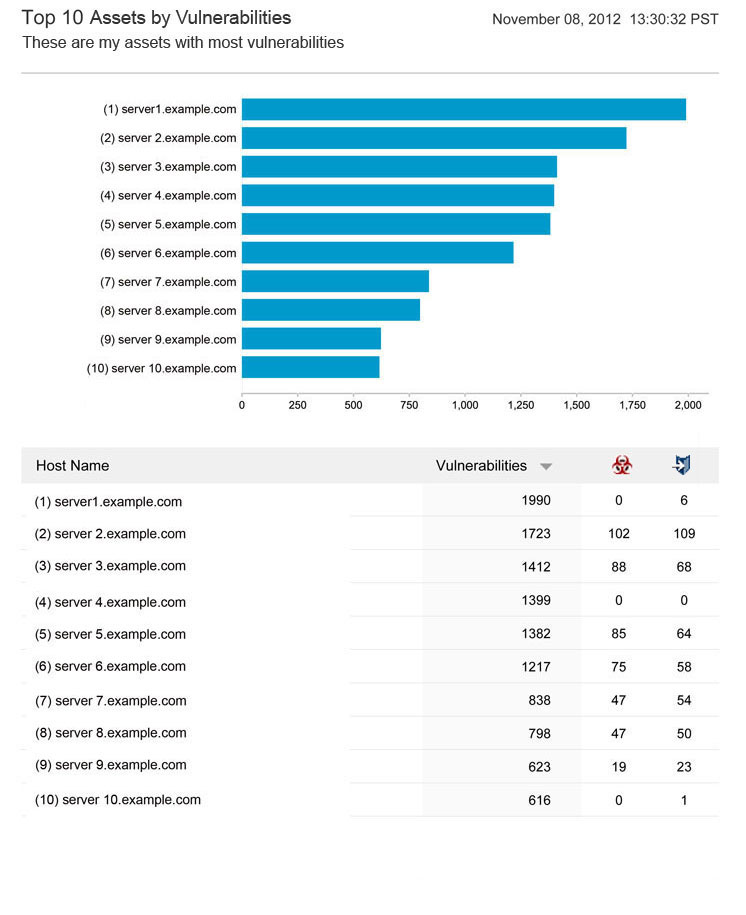 Top 10 Assets by Vulnerabilities
November 08, 2012 13:30:32 PST
These are my assets with most vulnerabilities
(1) server1.example.com
(2) server 2.example.com
(3) server 3.example.com
(4) server 4.example.com
(5) server 5.example.com
(6) server 6.example.com
(7) server 7.example.com
(8) server 8.example.com
(9) server 9.example.com
(10) server 10.example.com
0 250 500 750 1,000 1,250 1,500 1,750 2,000
Host Name Vulnerabilities
(1) server1.example.com 1990 0 6
(2) server 2.example.com 1723 102 109
(3) server 3.example.com 1412 88 68
(4) server 4.example.com 1399 0 0
(5) server 5.example.com 1382 85 64
(6) server 6.example.com 1217 75 58
(7) server 7.example.com 838 47 54
(8) server 8.example.com 798 47 50
(9) server 9.example.com 623 19 23
(10) server 10.example.com 616 0 1